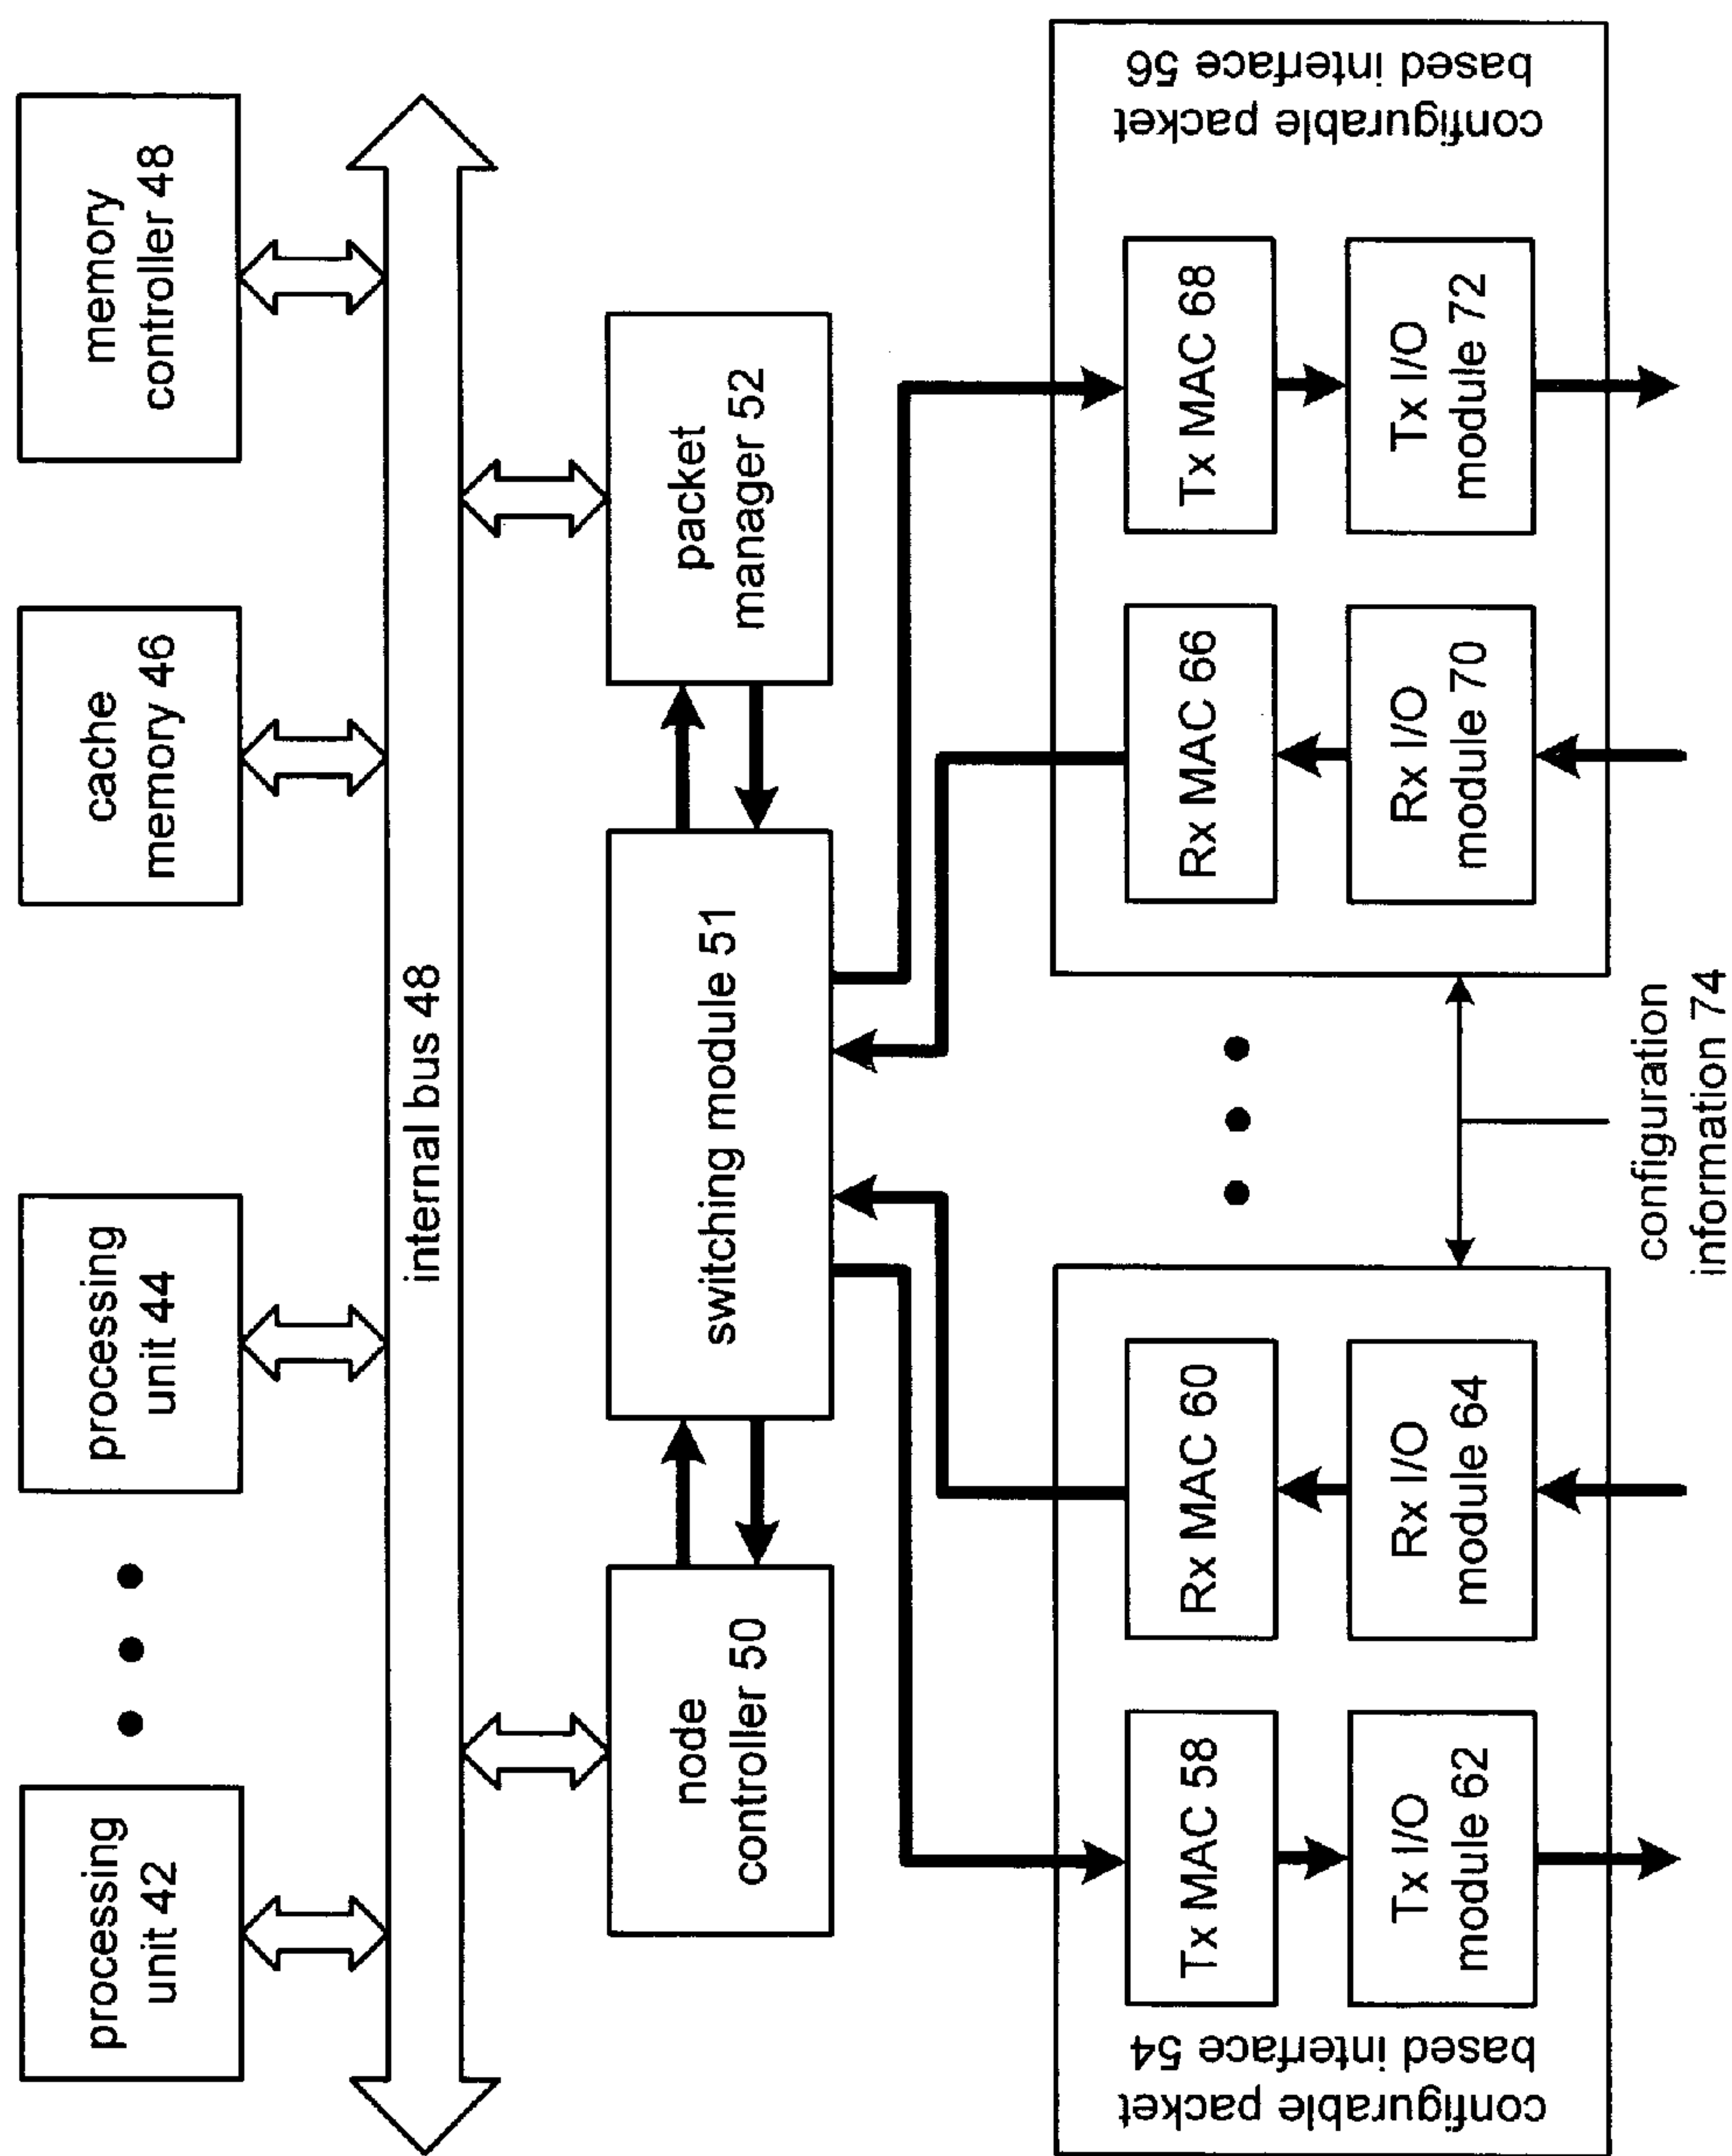 processing
unit 42
processing
unit 44
cache
memory 46
memory
controller 48
internal bus 48
node
controller 50
switching module 51
packet
manager 52
configurable packet
based interface 54
Tx MAC 58
Rx MAC 60
Tx I/O
module 62
Rx I/O
module 64
configuration
information 74
Rx MAC 66
Tx MAC 68
Rx I/O
module 70
Tx I/O
module 72
configurable packet
based interface 56